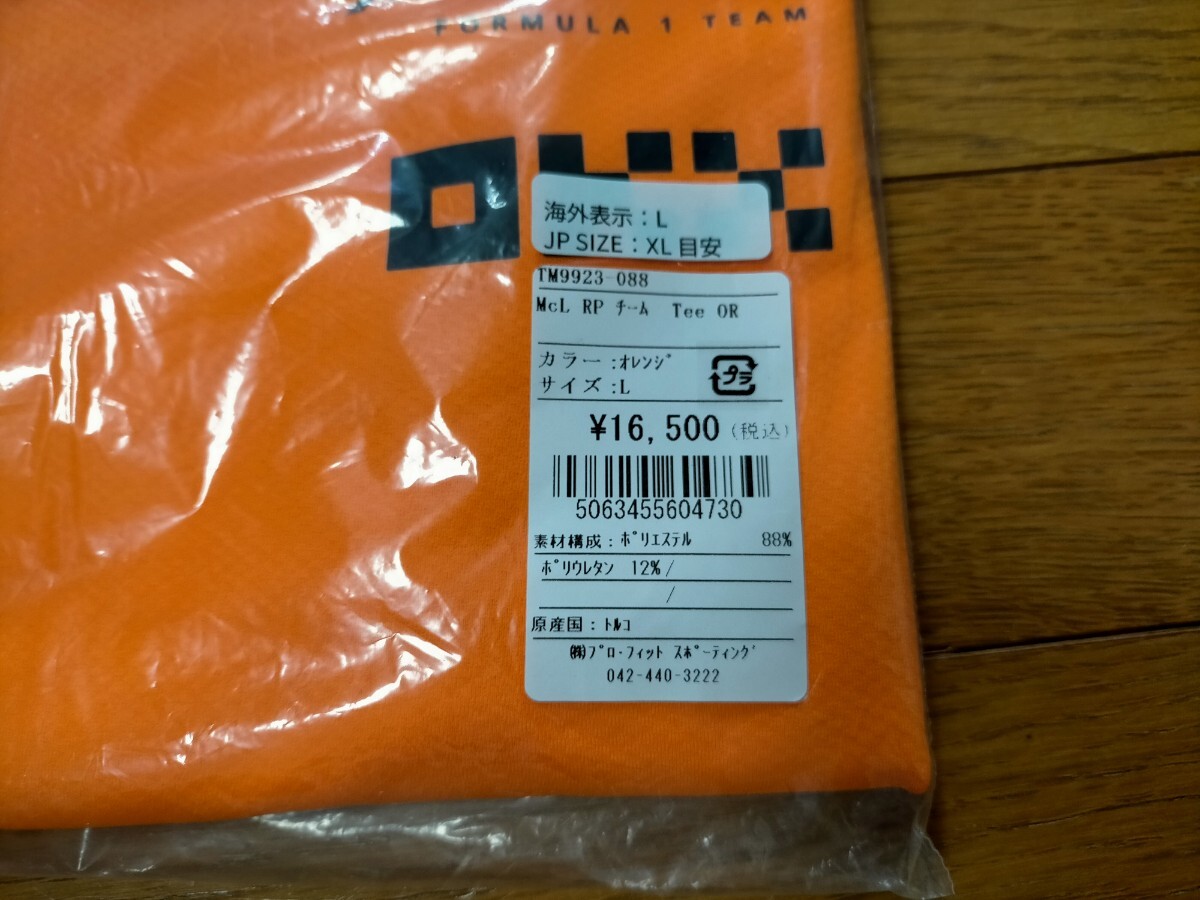 FORMULA 1 TEAM
海外表示：L
JP SIZE：XL 目安
TM9923-088
McL RP ﾁｰﾑ Tee OR
カラー:ｵﾚﾝｼﾞ
サイズ:L
プラ
¥16,500 (税込)
5063455604730
素材構成：ﾎﾟﾘｴｽﾃﾙ 88%
ﾎﾟﾘｳﾚﾀﾝ 12% /
/
原産国：ﾄﾙｺ
㈱ﾌﾟﾛ･ﾌｨｯﾄ ｽﾎﾟｰﾃｨﾝｸﾞ
042-440-3222